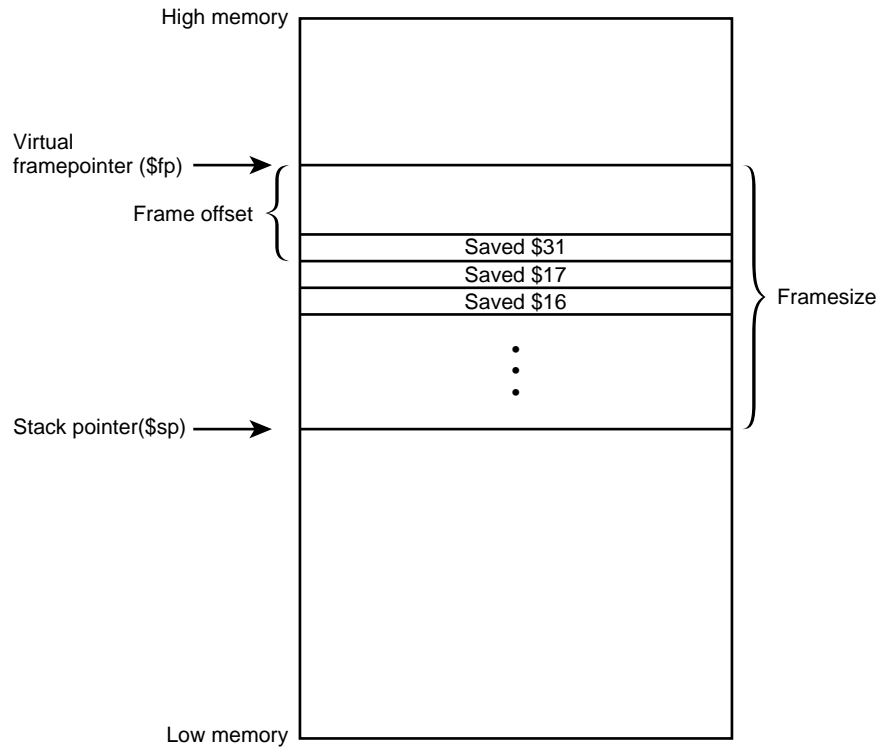 High memory
Virtual
framepointer ($fp)
Frame offset
Saved $31
Saved $17
Saved $16
Framesize
Stack pointer($sp)
Low memory